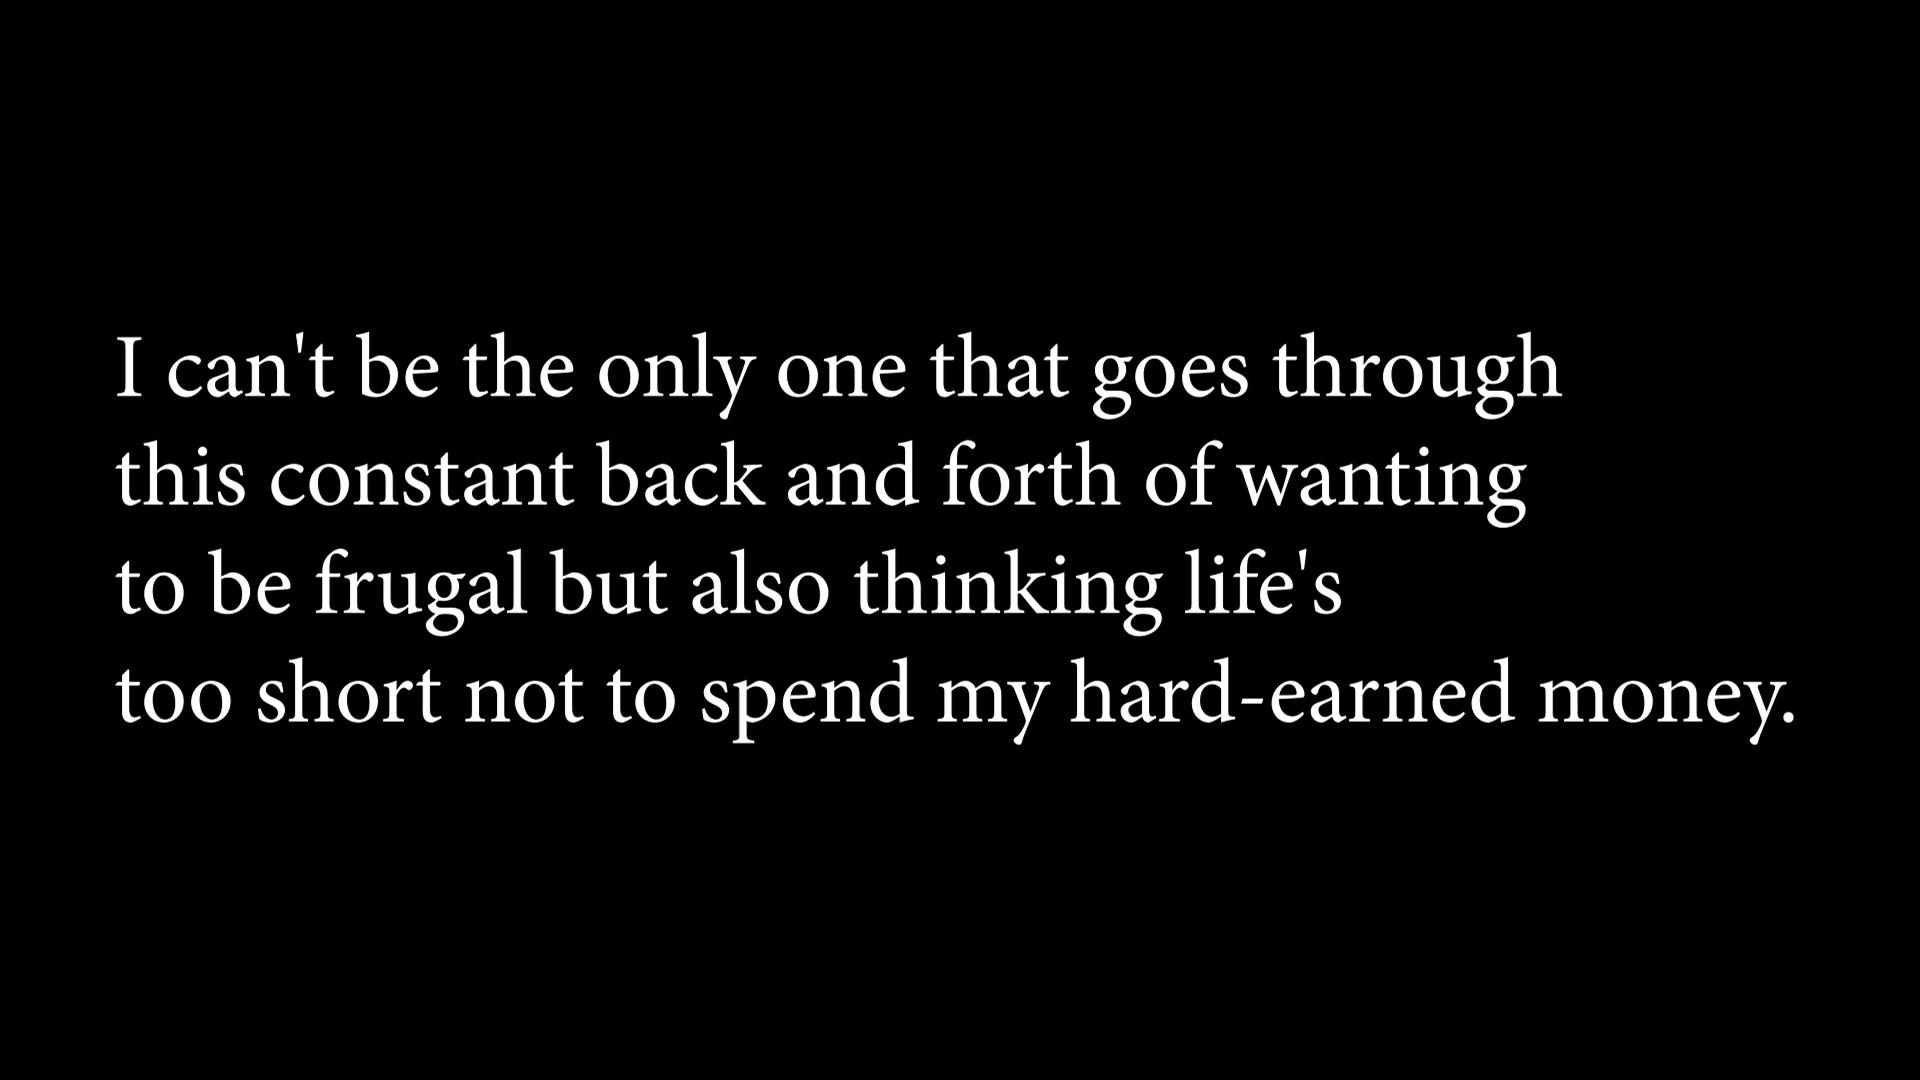 I can't be the only one that goes through
this constant back and forth of wanting
to be frugal but also thinking life's
too short not to spend my hard-earned money.